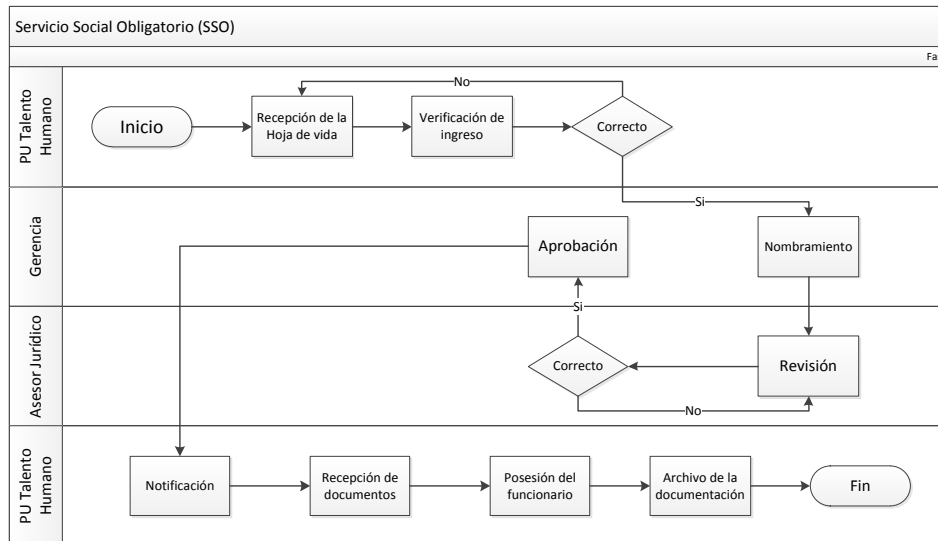 Servicio Social Obligatorio (SSO)
Fa
PU Talento
Humano
Inicio
Recepción de la
Hoja de vida
Verificación de
ingreso
Correcto
No
Si
Gerencia
Aprobación
Nombramiento
Si
Asesor Jurídico
Correcto
Revisión
No
PU Talento
Humano
Notificación
Recepción de
documentos
Posesión del
funcionario
Archivo de la
documentación
Fin